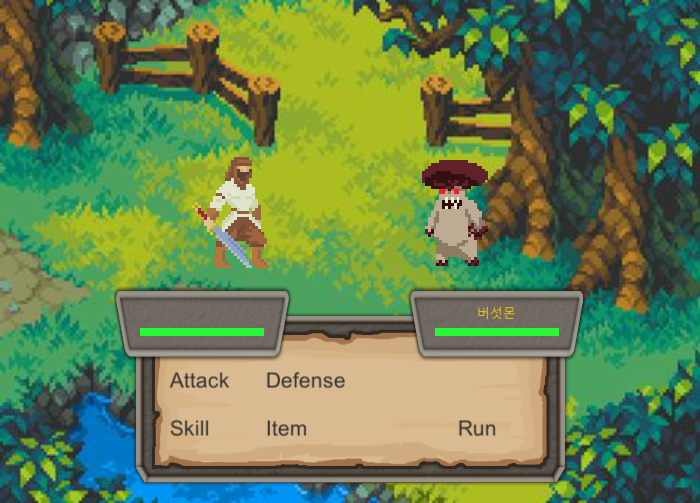 버섯몬
Attack Defense
Skill Item Run